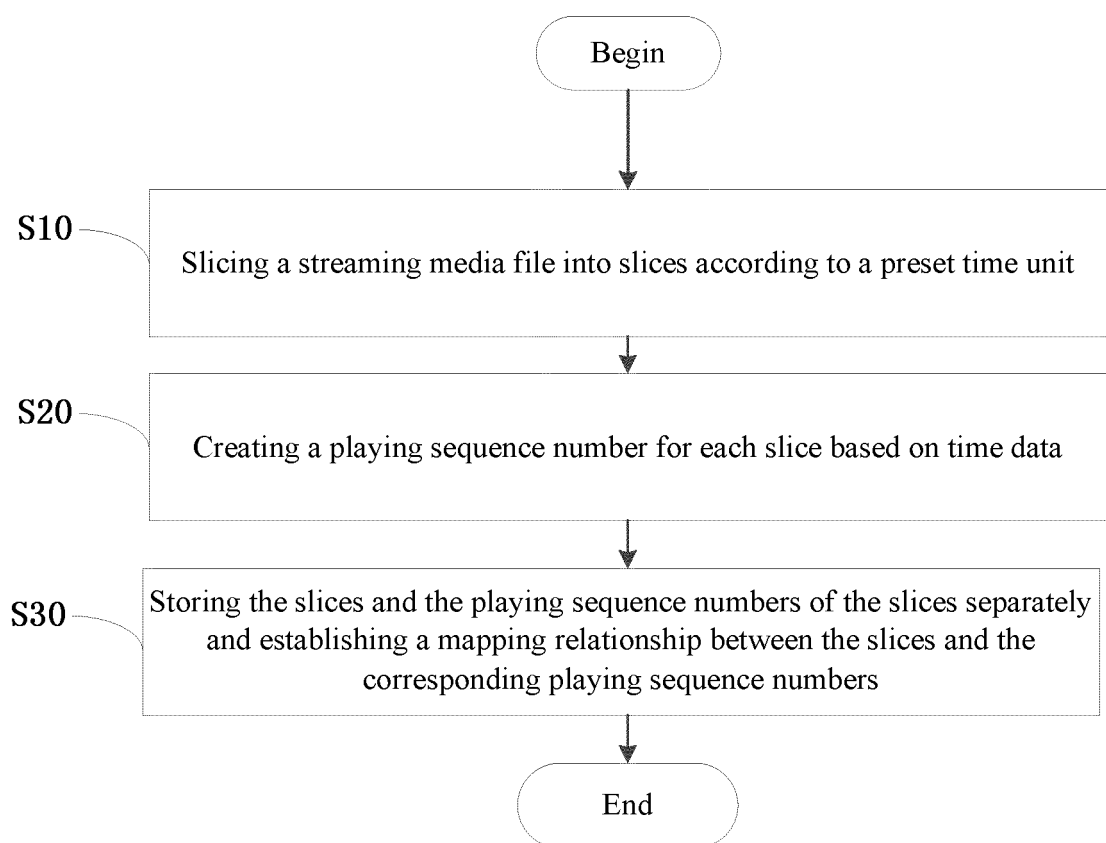 Begin
S10
Slicing a streaming media file into slices according to a preset time unit
S20
Creating a playing sequence number for each slice based on time data
S30
Storing the slices and the playing sequence numbers of the slices separately
and establishing a mapping relationship between the slices and the
corresponding playing sequence numbers
End